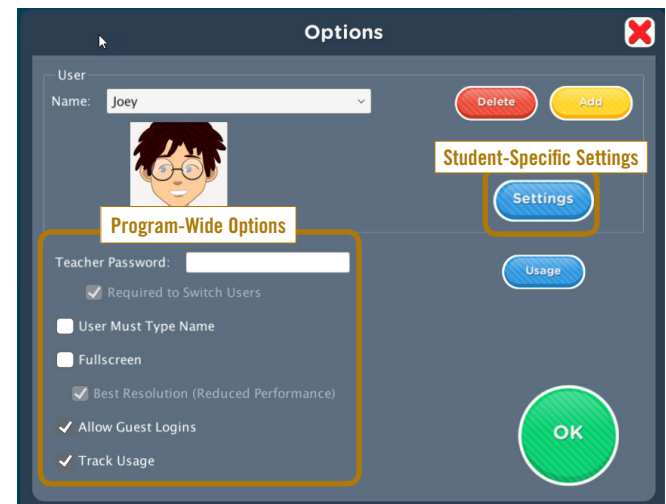 Options
User
Name: Joey
Delete
Add
Student-Specific Settings
Settings
Program-Wide Options
Teacher Password:
Usage
Required to Switch Users
User Must Type Name
Fullscreen
Best Resolution (Reduced Performance)
Allow Guest Logins
OK
Track Usage